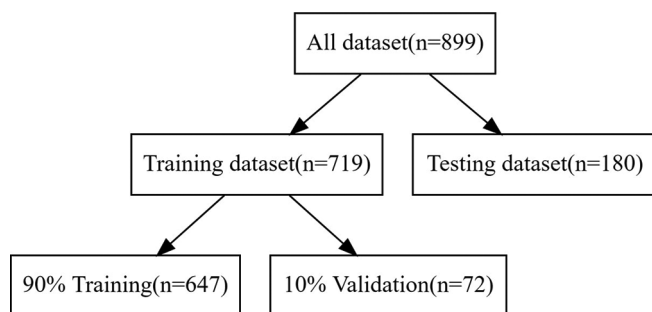 All dataset(n=899)
Training dataset(n=719)
Testing dataset(n=180)
90% Training(n=647)
10% Validation(n=72)